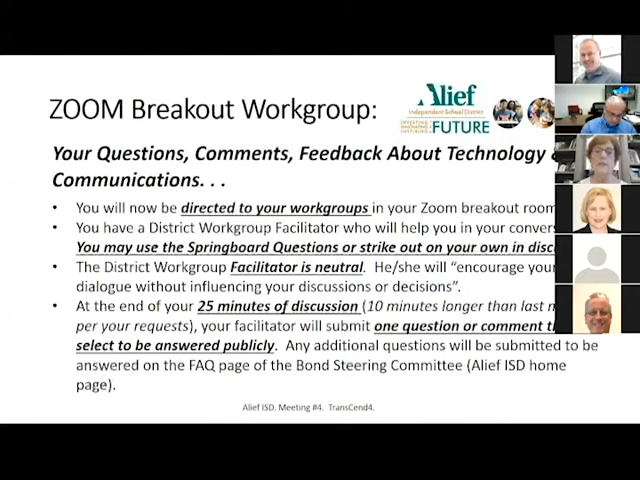 Alief
Independent School District
INVESTING
INNOVATING
INSPIRING
FUTURE
ZOOM Breakout Workgroup:
Your Questions, Comments, Feedback About Technology
Communications. . .
• You will now be directed to your workgroups in your Zoom breakout room
• You have a District Workgroup Facilitator who will help you in your
You may use the Springboard Questions or strike out on your own in
• The District Workgroup Facilitator is neutral. He/she will “encourage your
dialogue without influencing your discussions or decisions”.
• At the end of your 25 minutes of discussion (10 minutes longer than last
per your requests), your facilitator will submit one question or comment
select to be answered publicly. Any additional questions will be submitted to be
answered on the FAQ page of the Bond Steering Committee (Alief ISD home
page).
Alief ISD. Meeting #4. TransCend4.